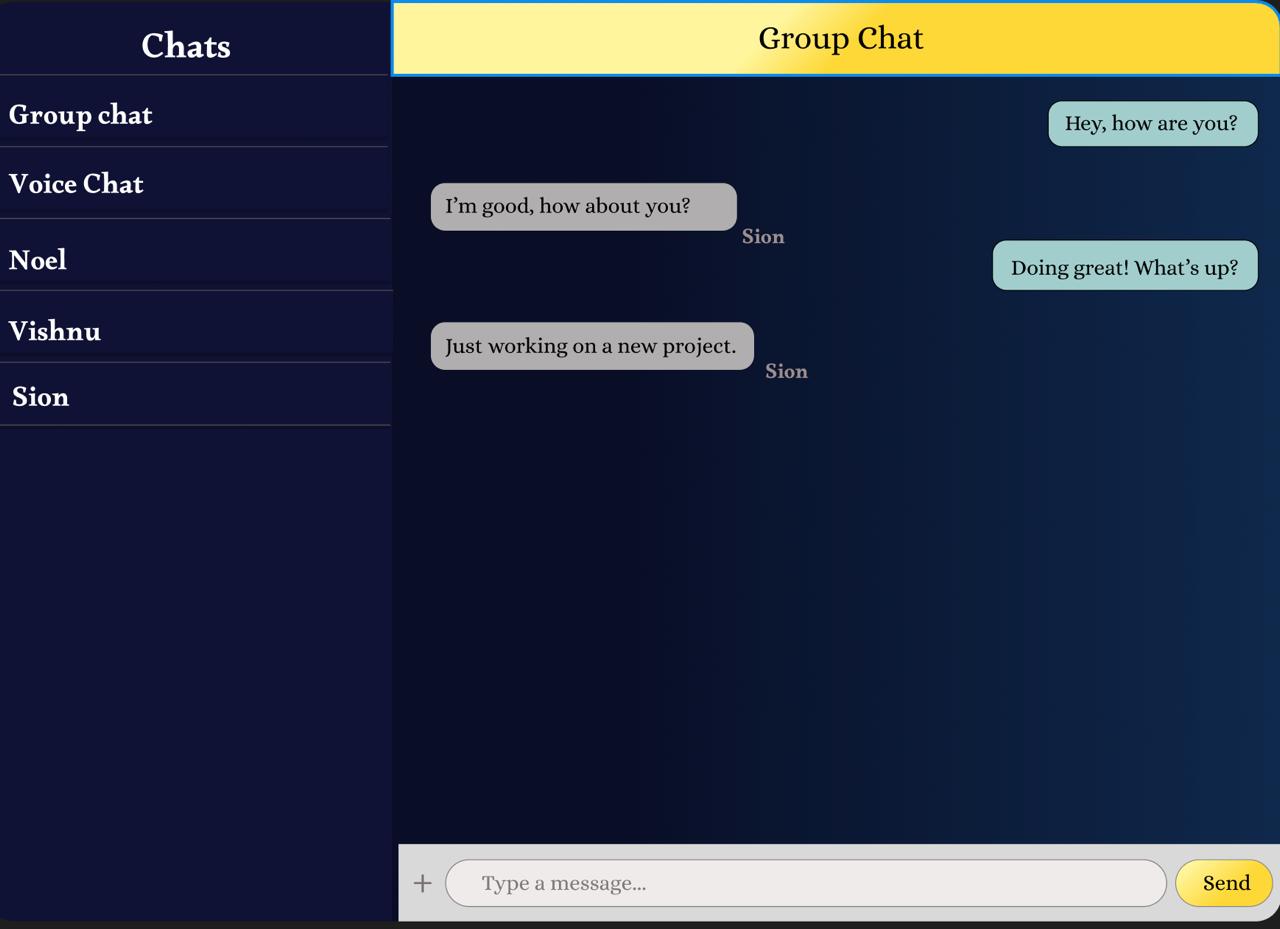 Chats
Group chat
Voice Chat
Noel
Vishnu
Sion
Group Chat
Hey, how are you?
I’m good, how about you?
Sion
Doing great! What’s up?
Just working on a new project.
Sion
+
Type a message...
Send